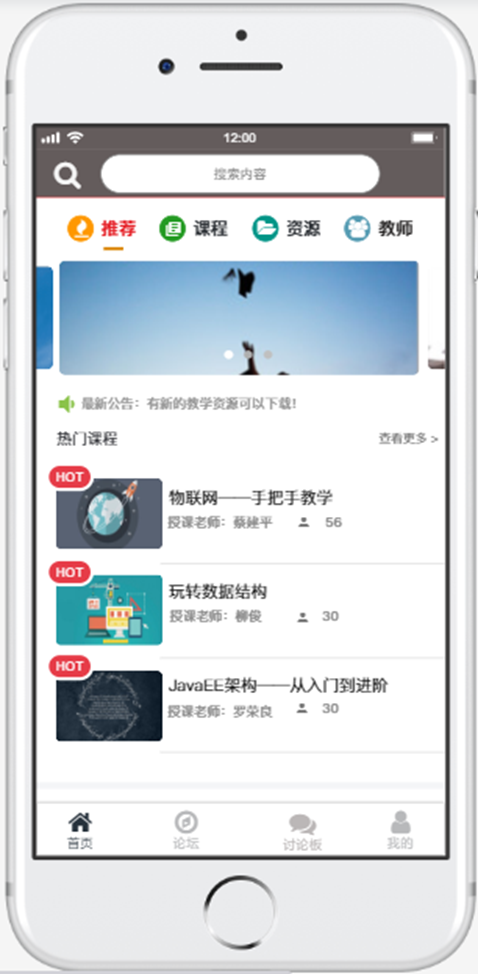 12:00
搜索内容
推荐 课程 资源 教师
最新公告：有新的教学资源可以下载!
热门课程 查看更多 >
HOT
物联网——手把手教学
授课老师：蔡建平 56
HOT
玩转数据结构
授课老师：柳俊 30
HOT
JavaEE架构——从入门到进阶
授课老师：罗荣良 30
首页 论坛 讨论板 我的